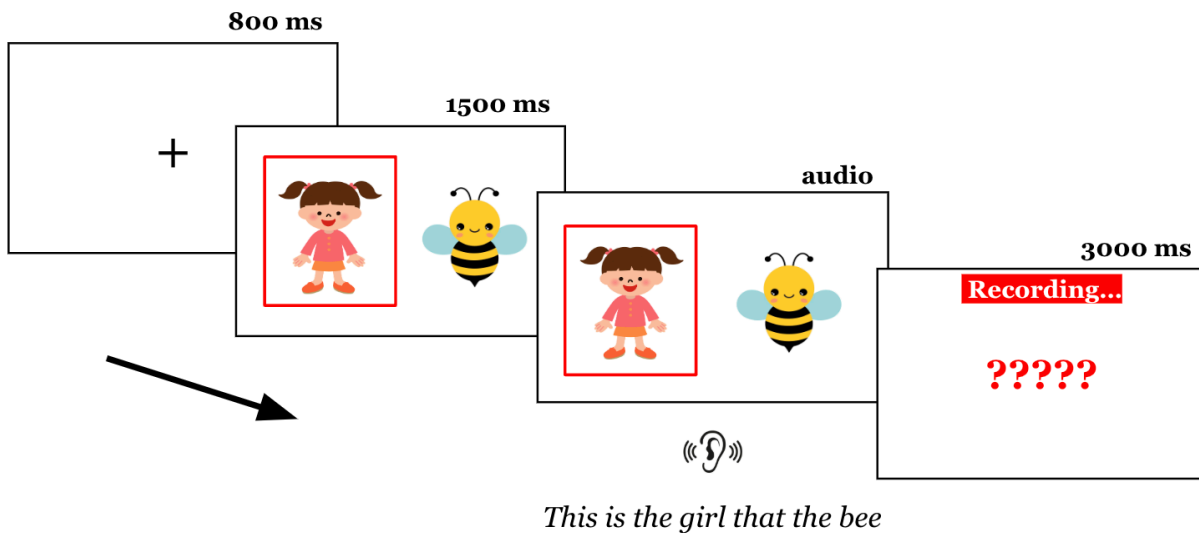 800 ms
1500 ms
audio
3000 ms
Recording...
?????
This is the girl that the bee